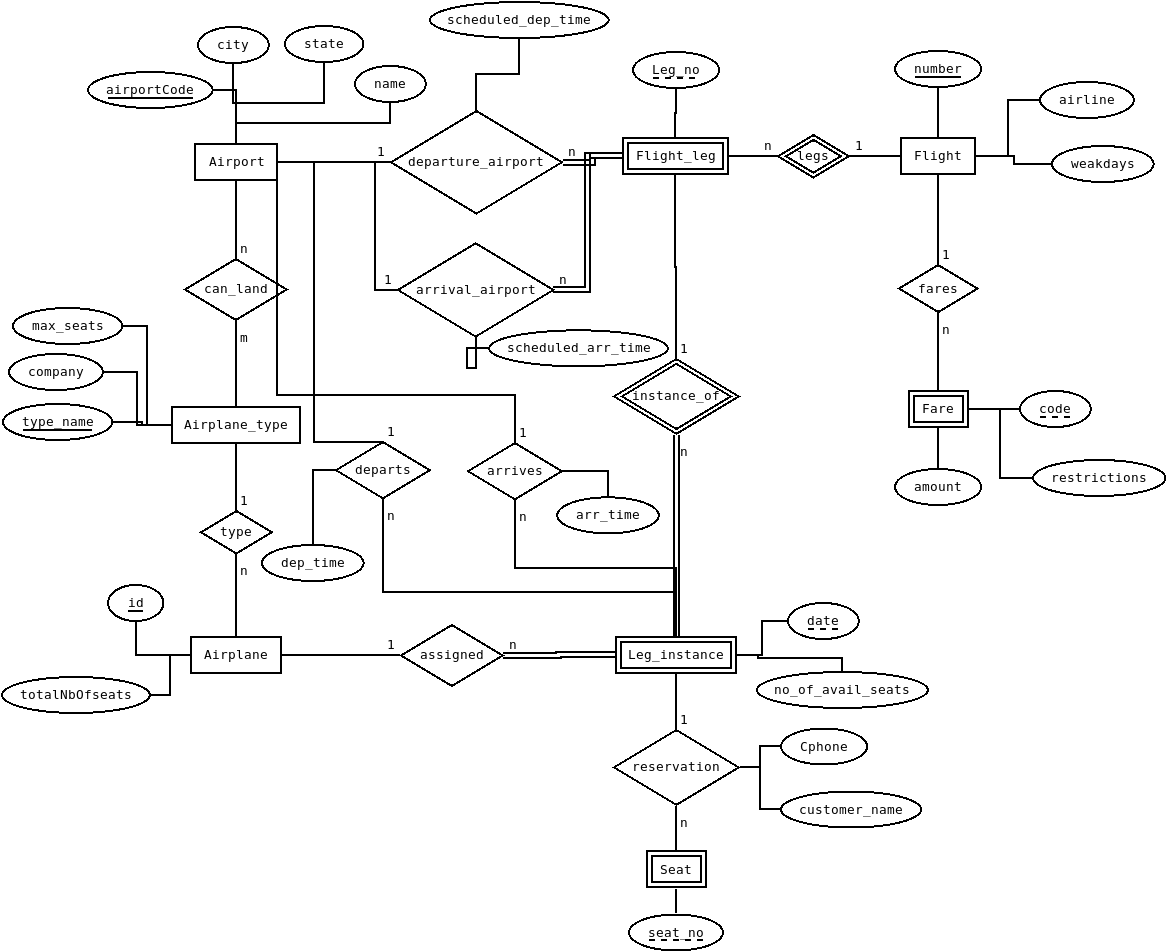 scheduled_dep_time
city
state
name
airportCode
Leg_no
number
airline
weakdays
Airport
1
departure_airport
n
Flight_leg
n
legs
1
Flight
n
can_land
m
1
arrival_airport
n
scheduled_arr_time
1
fares
n
max_seats
company
type_name
Airplane_type
1
instance_of
n
Fare
code
amount
restrictions
1
departs
n
1
arrives
n
arr_time
dep_time
1
type
n
id
Airplane
totalNbOfseats
1
assigned
n
Leg_instance
date
no_of_avail_seats
1
reservation
n
Cphone
customer_name
Seat
seat_no